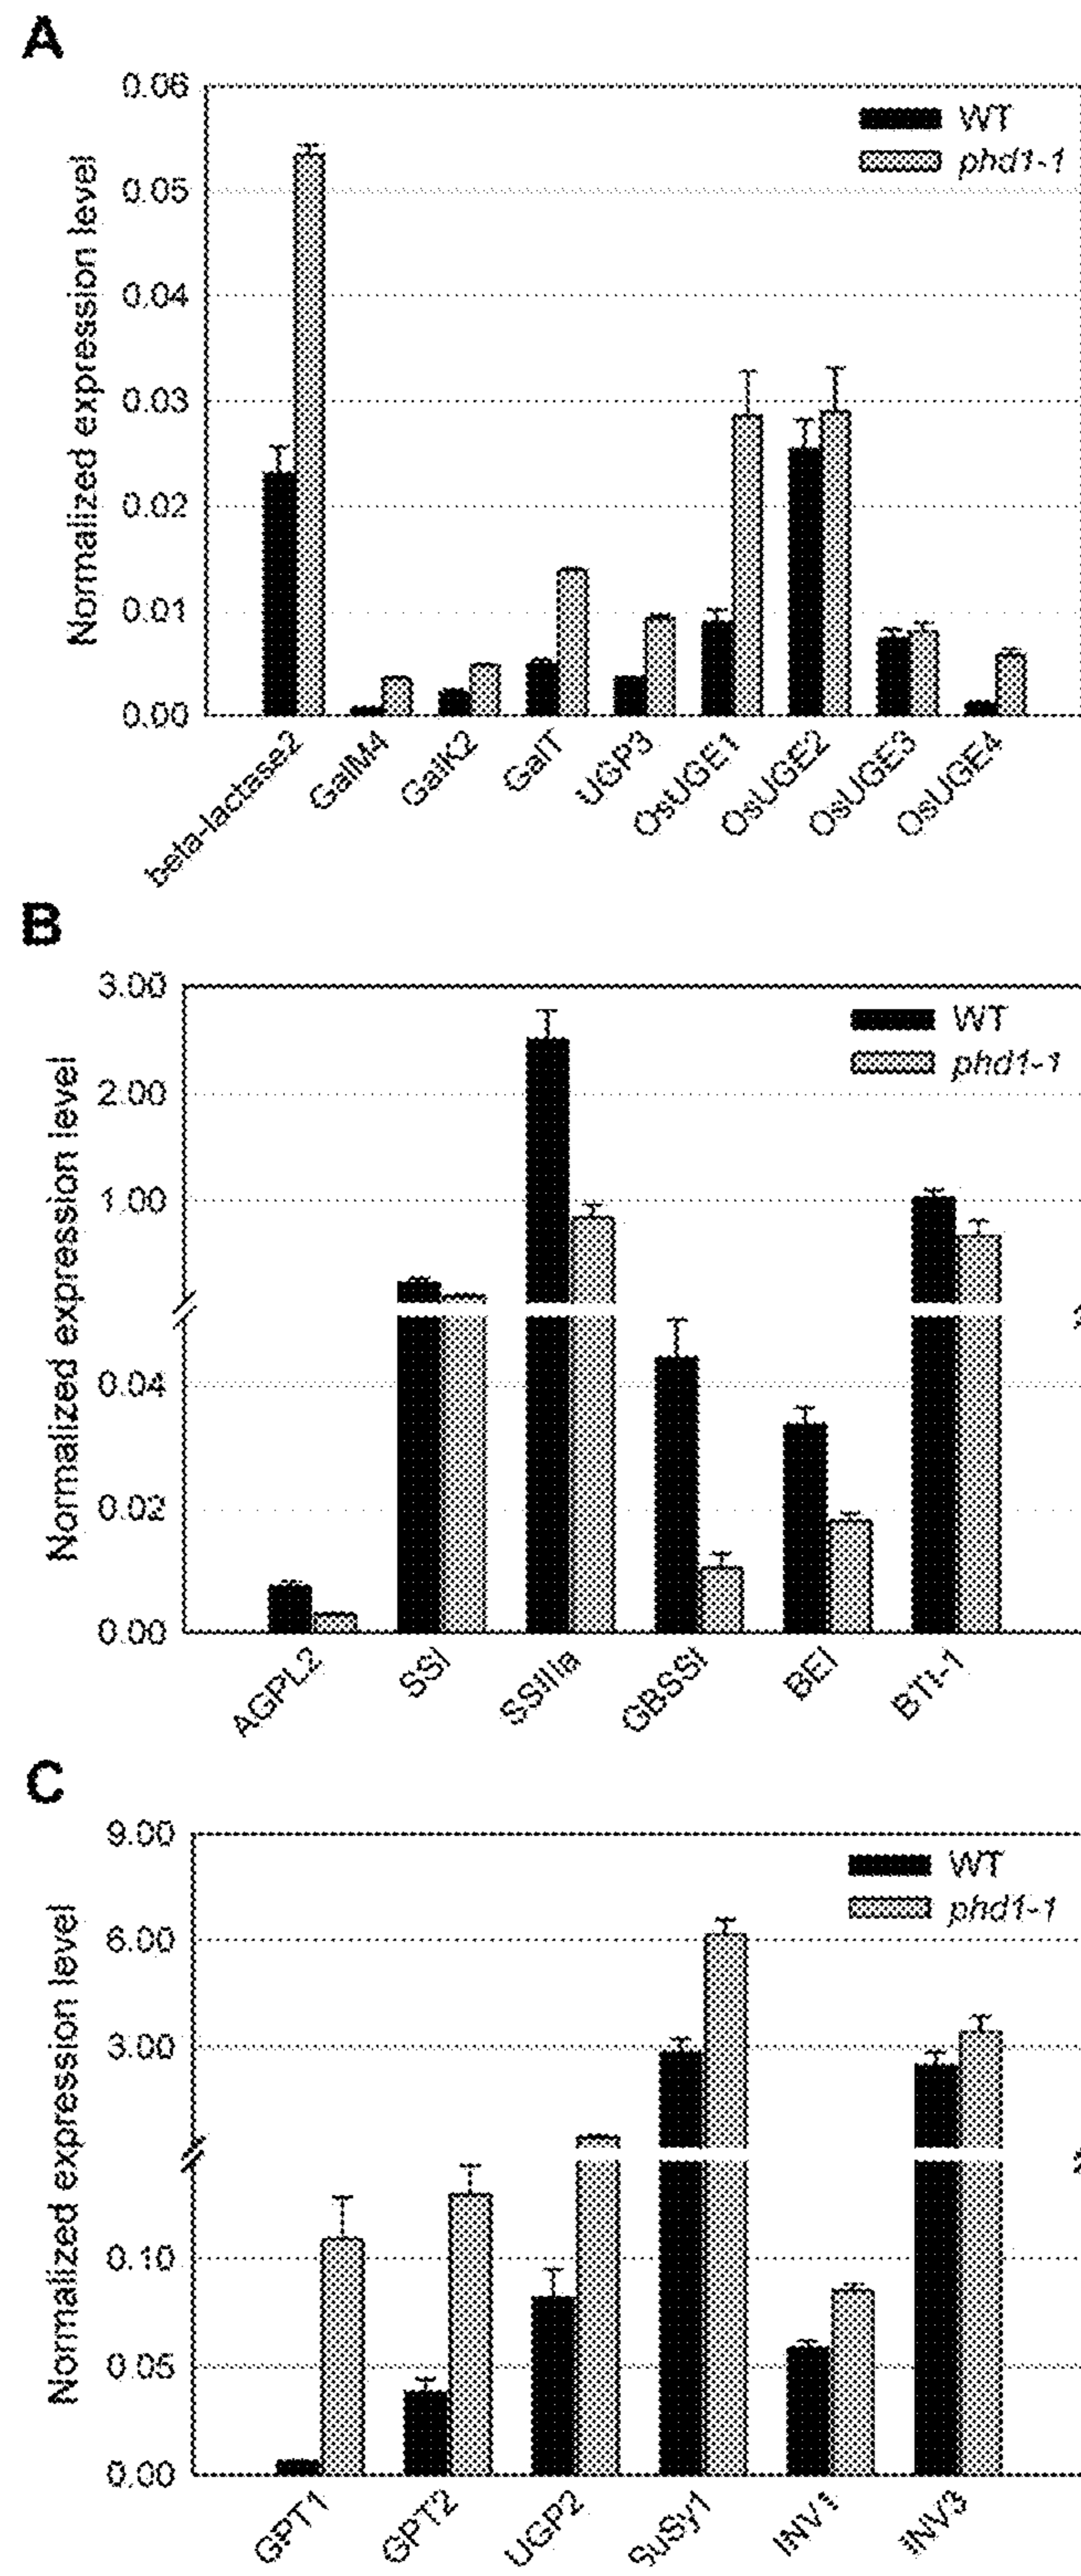 A
0.06
0.05
0.04
0.03
0.02
0.01
0.00
Normalized expression level
WT
phd1-1
beta-lactase2
GalM4
GalK2
GalT
UGP3
OsUGE1
OsUGE2
OsUGE3
OsUGE4
B
3.00
2.00
1.00
0.04
0.02
0.00
Normalized expression level
WT
phd1-1
AGPL2
SSI
SSIIIa
GBSSI
BEI
BTI-1
C
9.00
6.00
3.00
0.10
0.05
0.00
Normalized expression level
WT
phd1-1
GPT1
GPT2
UGP2
SuSy1
INV1
INV3